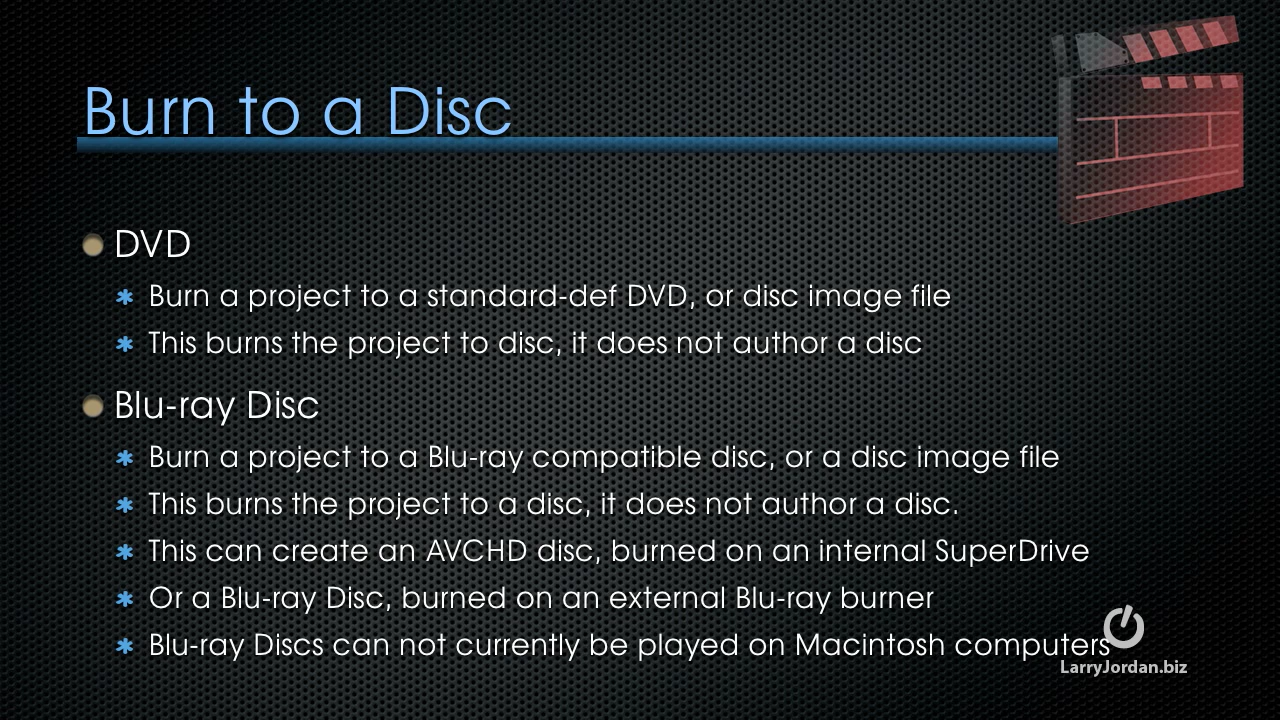 Burn to a Disc
DVD
Burn a project to a standard-def DVD, or disc image file
This burns the project to disc, it does not author a disc
Blu-ray Disc
Burn a project to a Blu-ray compatible disc, or a disc image file
This burns the project to a disc, it does not author a disc.
This can create an AVCHD disc, burned on an internal SuperDrive
Or a Blu-ray Disc, burned on an external Blu-ray burner
Blu-ray Discs can not currently be played on Macintosh computers
LarryJordan.biz